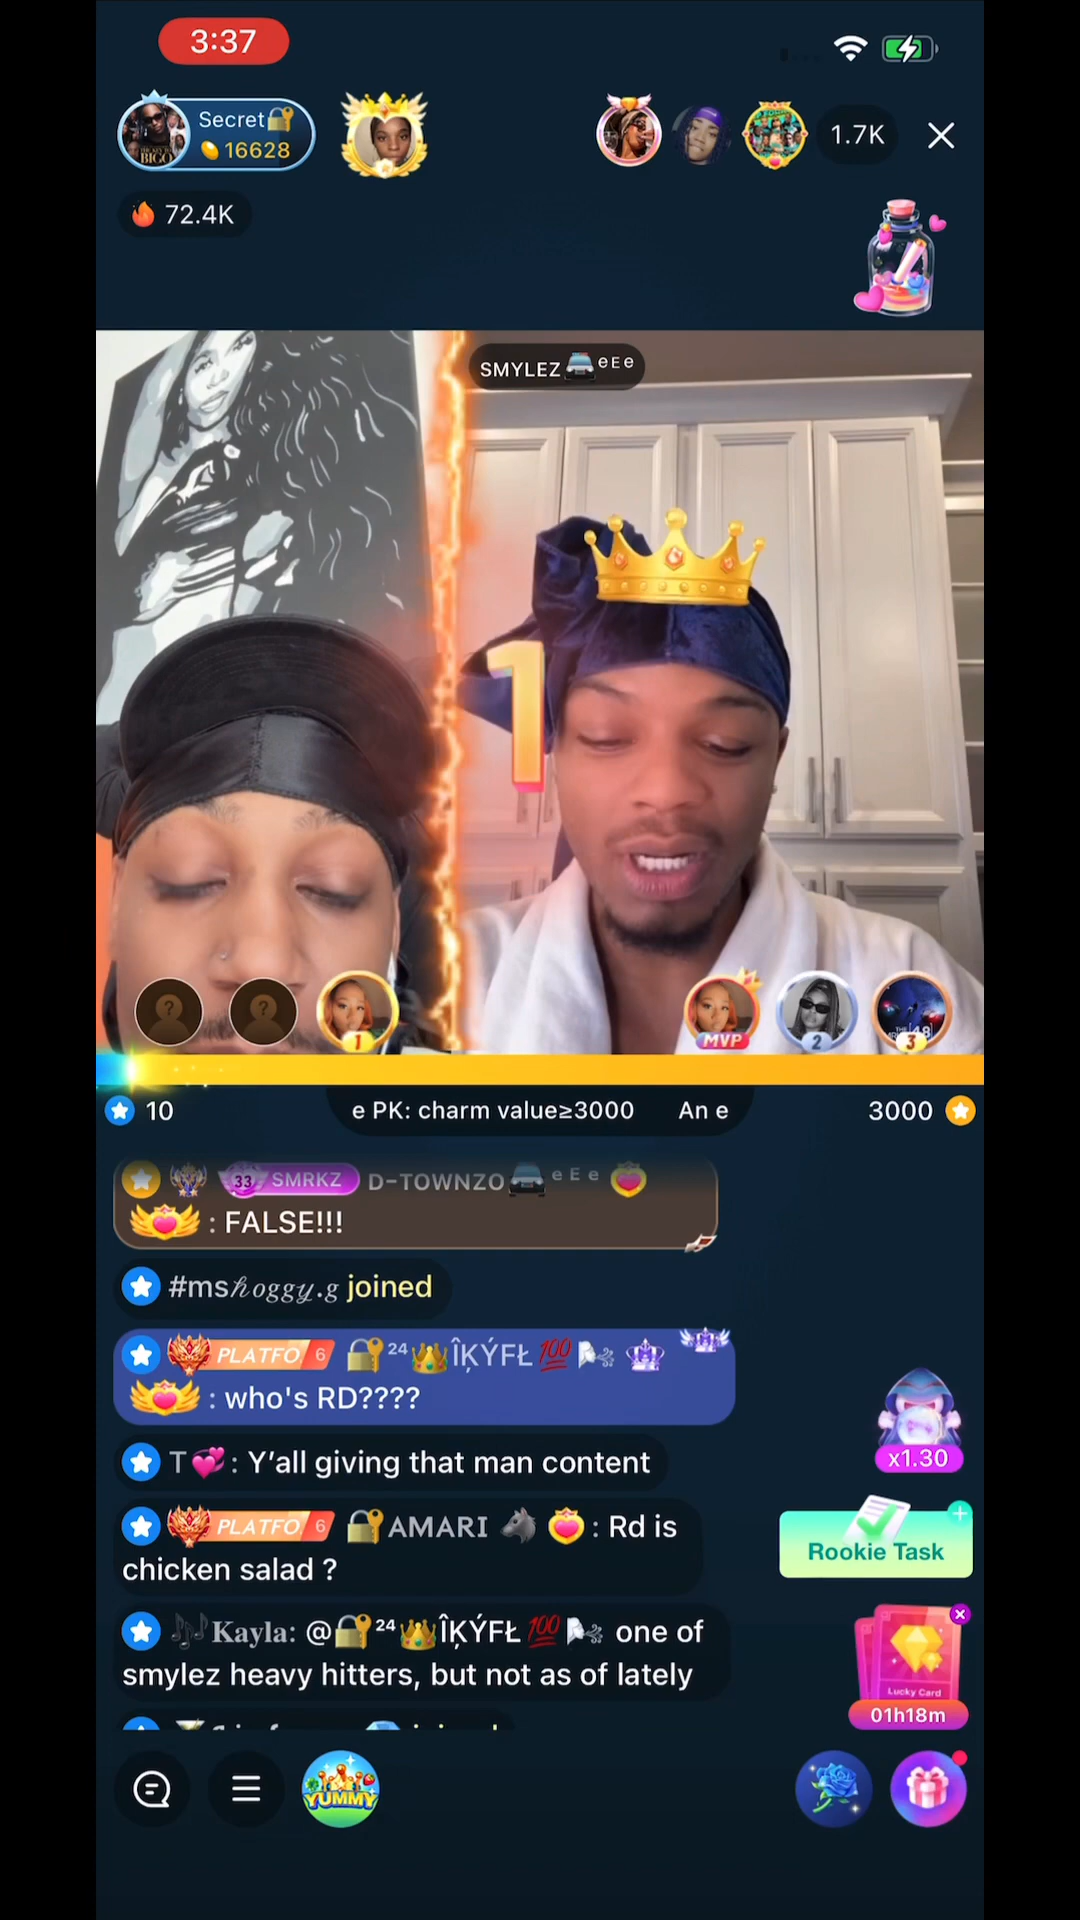 3:37
Secret🔐
16628
1.7K
72.4K
SMYLEZ🚔ᵉᴱᵉ
1
MVP
2
3
1
10
e PK: charm value≥3000 An e
3000
33 SMRKZ D-TOWNZO🚔ᵉᴱᵉ
: FALSE!!!
#ms𝒽𝑜𝑔𝑔𝓎.𝑔 joined
PLATFO 6 🔐²⁴👑ÎĶÝFŁ💯🌬
: who's RD????
T💞: Y’all giving that man content
PLATFO 6 🔐AMARI 🐺 : Rd is
chicken salad ?
🎶𝐊𝐚𝐲𝐥𝐚: @🔐²⁴👑ÎĶÝFŁ💯🌬 one of
smylez heavy hitters, but not as of lately
x1.30
Rookie Task
Lucky Card
01h18m
YUMMY